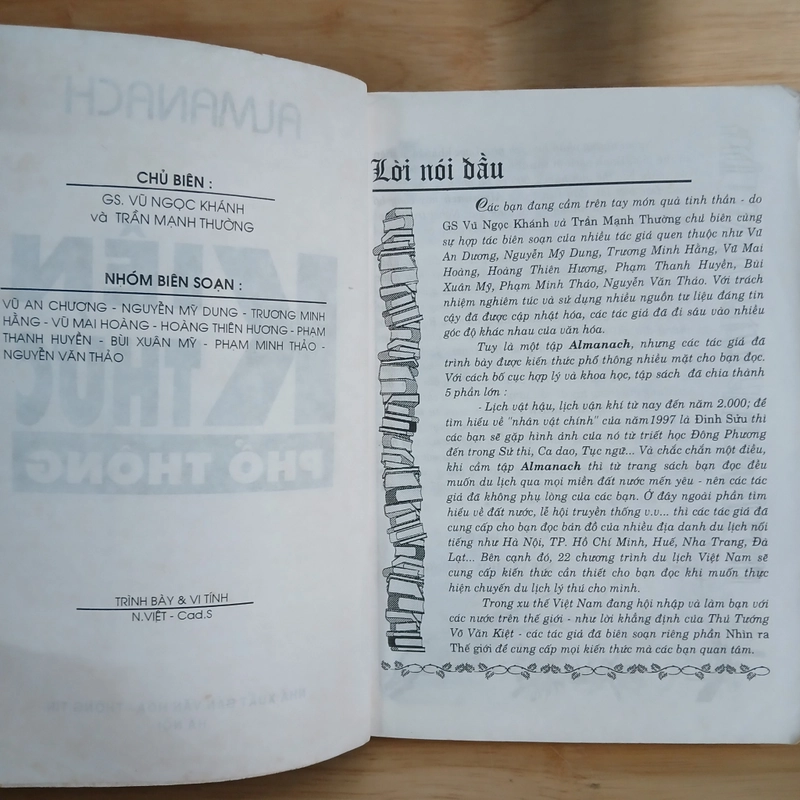 CHỦ BIÊN :
GS. VŨ NGỌC KHÁNH
và TRẦN MẠNH THƯỜNG
NHÓM BIÊN SOẠN :
VŨ AN CHƯƠNG - NGUYỄN MỸ DUNG - TRƯƠNG MINH
HẰNG - VŨ MAI HOÀNG - HOÀNG THIÊN HƯƠNG - PHẠM
THANH HUYỀN - BÙI XUÂN MỸ - PHẠM MINH THẢO -
NGUYỄN VĂN THẢO
TRÌNH BÀY & VI TÍNH
N.VIỆT - Cad.S
Lời nói đầu
Các bạn đang cầm trên tay món quà tinh thần - do
GS Vũ Ngọc Khánh và Trần Mạnh Thường chủ biên cùng
sự hợp tác biên soạn của nhiều tác giả quen thuộc như Vũ
An Dương, Nguyễn Mỹ Dung, Trương Minh Hằng, Vũ Mai
Hoàng, Hoàng Thiên Hương, Phạm Thanh Huyền, Bùi
Xuân Mỹ, Phạm Minh Thảo, Nguyễn Văn Thảo. Với trách
nhiệm nghiêm túc và sử dụng nhiều nguồn tư liệu đáng tin
cậy đã được cập nhật hóa, các tác giả đã đi sâu vào nhiều
góc độ khác nhau của văn hóa.
Tuy là một tập Almanach, nhưng các tác giả đã
trình bày được kiến thức phổ thông nhiều mặt cho bạn đọc.
Với cách bố cục hợp lý và khoa học, tập sách đã chia thành
5 phần lớn :
- Lịch vật hậu, lịch vận khí từ nay đến năm 2.000; để
tìm hiểu về "nhân vật chính" của năm1997 là Đinh Sửu thì
các bạn sẽ gặp hình ảnh của nó từ triết học Đông Phương
đến trong Sử thi, Ca dao, Tục ngữ... Và chắc chắn một điều,
khi cầm tập Almanach thì từ trang sách bạn đọc đều
muốn du lịch qua mọi miền đất nước mến yêu - nên các tác
giả đã không phụ lòng của các bạn. Ở đây ngoài phần tìm
hiểu về đất nước, lễ hội truyền thống v.v... thì các tác giả đã
cung cấp cho bạn đọc bản đồ của nhiều địa danh du lịch nổi
tiếng như Hà Nội, TP. Hồ Chí Minh, Huế, Nha Trang, Đà
Lạt... Bên cạnh đó, 22 chương trình du lịch Việt Nam sẽ
cung cấp kiến thức cần thiết cho bạn đọc khi muốn thực
hiện chuyến du lịch lý thú cho mình.
Trong xu thế Việt Nam đang hội nhập và làm bạn với
các nước trên thế giới - như lời khẳng định của Thủ Tướng
Võ Văn Kiệt - các tác giả đã biên soạn riêng phần Nhìn ra
Thế giới để cung cấp mọi kiến thức mà các bạn quan tâm.